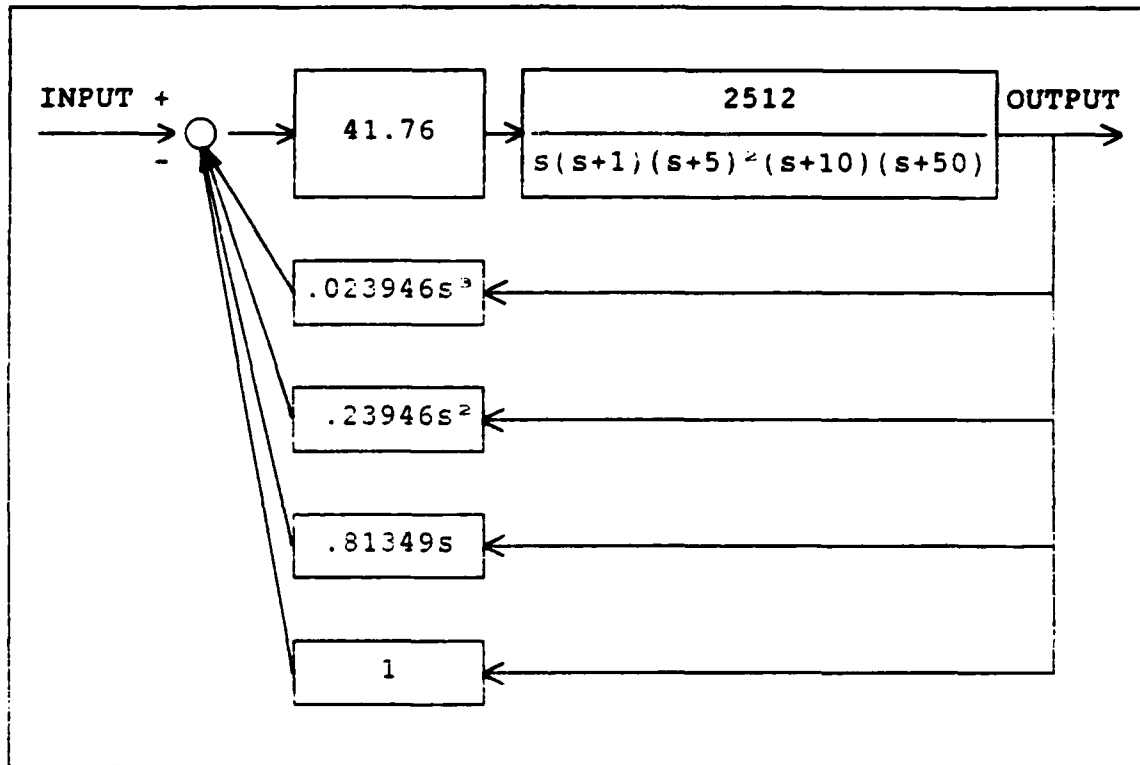 INPUT +
-
41.76
2512
s(s+1)(s+5)²(s+10)(s+50)
OUTPUT
.023946s³
.23946s²
.81349s
1